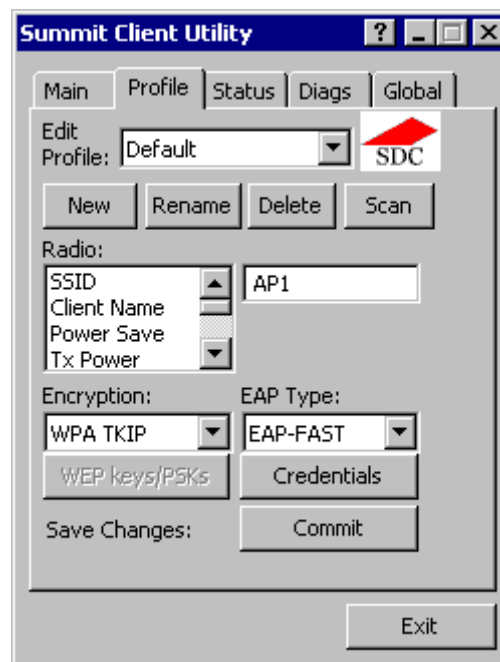 Summit Client Utility ?
Main Profile Status Diags Global
Edit
Profile: Default
SDC
New Rename Delete Scan
Radio:
SSID AP1
Client Name
Power Save
Tx Power
Encryption: EAP Type:
WPA TKIP EAP-FAST
WEP keys/PSKs Credentials
Save Changes: Commit
Exit